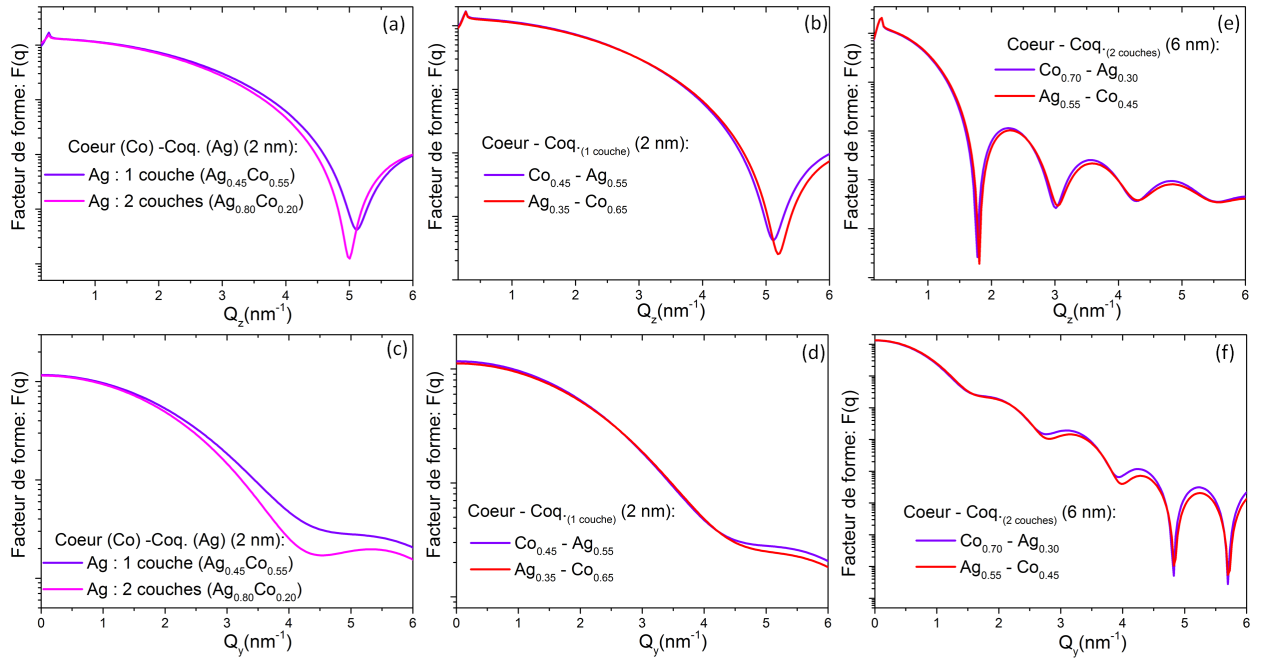 (a)
Facteur de forme: F(q)
Coeur (Co) -Coq. (Ag) (2 nm):
Ag : 1 couche (Ag0.45Co0.55)
Ag : 2 couches (Ag0.80Co0.20)
1 2 3 4 5 6
Qz(nm-1)
(b)
Facteur de forme: F(q)
Coeur - Coq.(1 couche) (2 nm):
Co0.45 - Ag0.55
Ag0.35 - Co0.65
1 2 3 4 5 6
Qz(nm-1)
(e)
Facteur de forme: F(q)
Coeur - Coq.(2 couches) (6 nm):
Co0.70 - Ag0.30
Ag0.55 - Co0.45
1 2 3 4 5 6
Qz(nm-1)
(c)
Facteur de forme: F(q)
Coeur (Co) -Coq. (Ag) (2 nm):
Ag : 1 couche (Ag0.45Co0.55)
Ag : 2 couches (Ag0.80Co0.20)
0 1 2 3 4 5 6
Qy(nm-1)
(d)
Facteur de forme: F(q)
Coeur - Coq.(1 couche) (2 nm):
Co0.45 - Ag0.55
Ag0.35 - Co0.65
0 1 2 3 4 5 6
Qy(nm-1)
(f)
Facteur de forme: F(q)
Coeur - Coq.(2 couches) (6 nm):
Co0.70 - Ag0.30
Ag0.55 - Co0.45
0 1 2 3 4 5 6
Qy(nm-1)